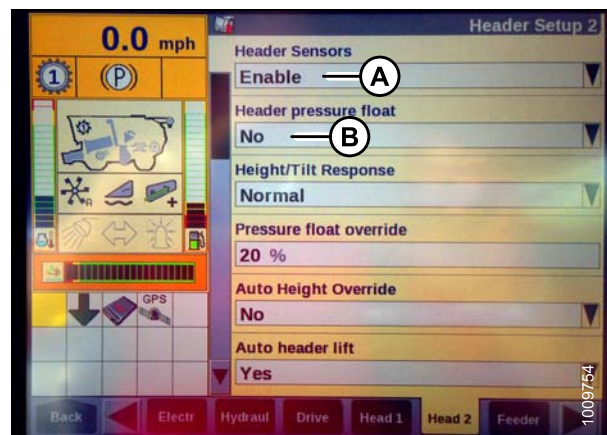 0.0 mph
Header Setup 2
1
(P)
Header Sensors
Enable
A
Header pressure float
No
B
Height/Tilt Response
Normal
A
Pressure float override
20 %
GPS
Auto Height Override
No
Auto header lift
Yes
1009754
Back
Electr
Hydraul
Drive
Head 1
Head 2
Feeder